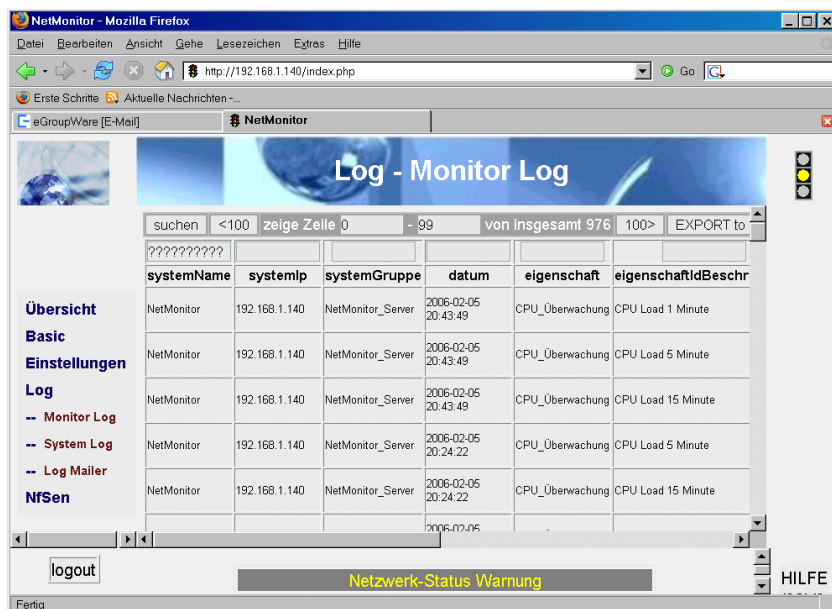 NetMonitor - Mozilla Firefox
Datei Bearbeiten Ansicht Gehe Lesezeichen Extras Hilfe
http://192.168.1.140/index.php Go G
Erste Schritte Aktuelle Nachrichten -...
eGroupWare [E-Mail] NetMonitor
Log - Monitor Log
suchen <100 zeige Zeile 0 - 99 von insgesamt 976 100> EXPORT to
??????????
systemName systemIp systemGruppe datum eigenschaft eigenschaftIdBeschr
NetMonitor 192.168.1.140 NetMonitor_Server 2006-02-05 20:43:49 CPU_Überwachung CPU Load 1 Minute
NetMonitor 192.168.1.140 NetMonitor_Server 2006-02-05 20:43:49 CPU_Überwachung CPU Load 5 Minute
NetMonitor 192.168.1.140 NetMonitor_Server 2006-02-05 20:43:49 CPU_Überwachung CPU Load 15 Minute
NetMonitor 192.168.1.140 NetMonitor_Server 2006-02-05 20:24:22 CPU_Überwachung CPU Load 5 Minute
NetMonitor 192.168.1.140 NetMonitor_Server 2006-02-05 20:24:22 CPU_Überwachung CPU Load 15 Minute
2006-02-05
Übersicht
Basic
Einstellungen
Log
-- Monitor Log
-- System Log
-- Log Mailer
NfSen
logout
Netzwerk-Status Warnung
HILFE
Fertig